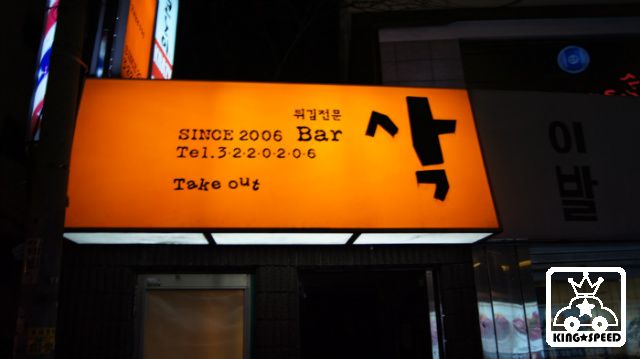 튀김전문
SINCE 2006 Bar
Tel.3·2·2·0·2·0·6
Take out
삭
이발
KING★SPEED